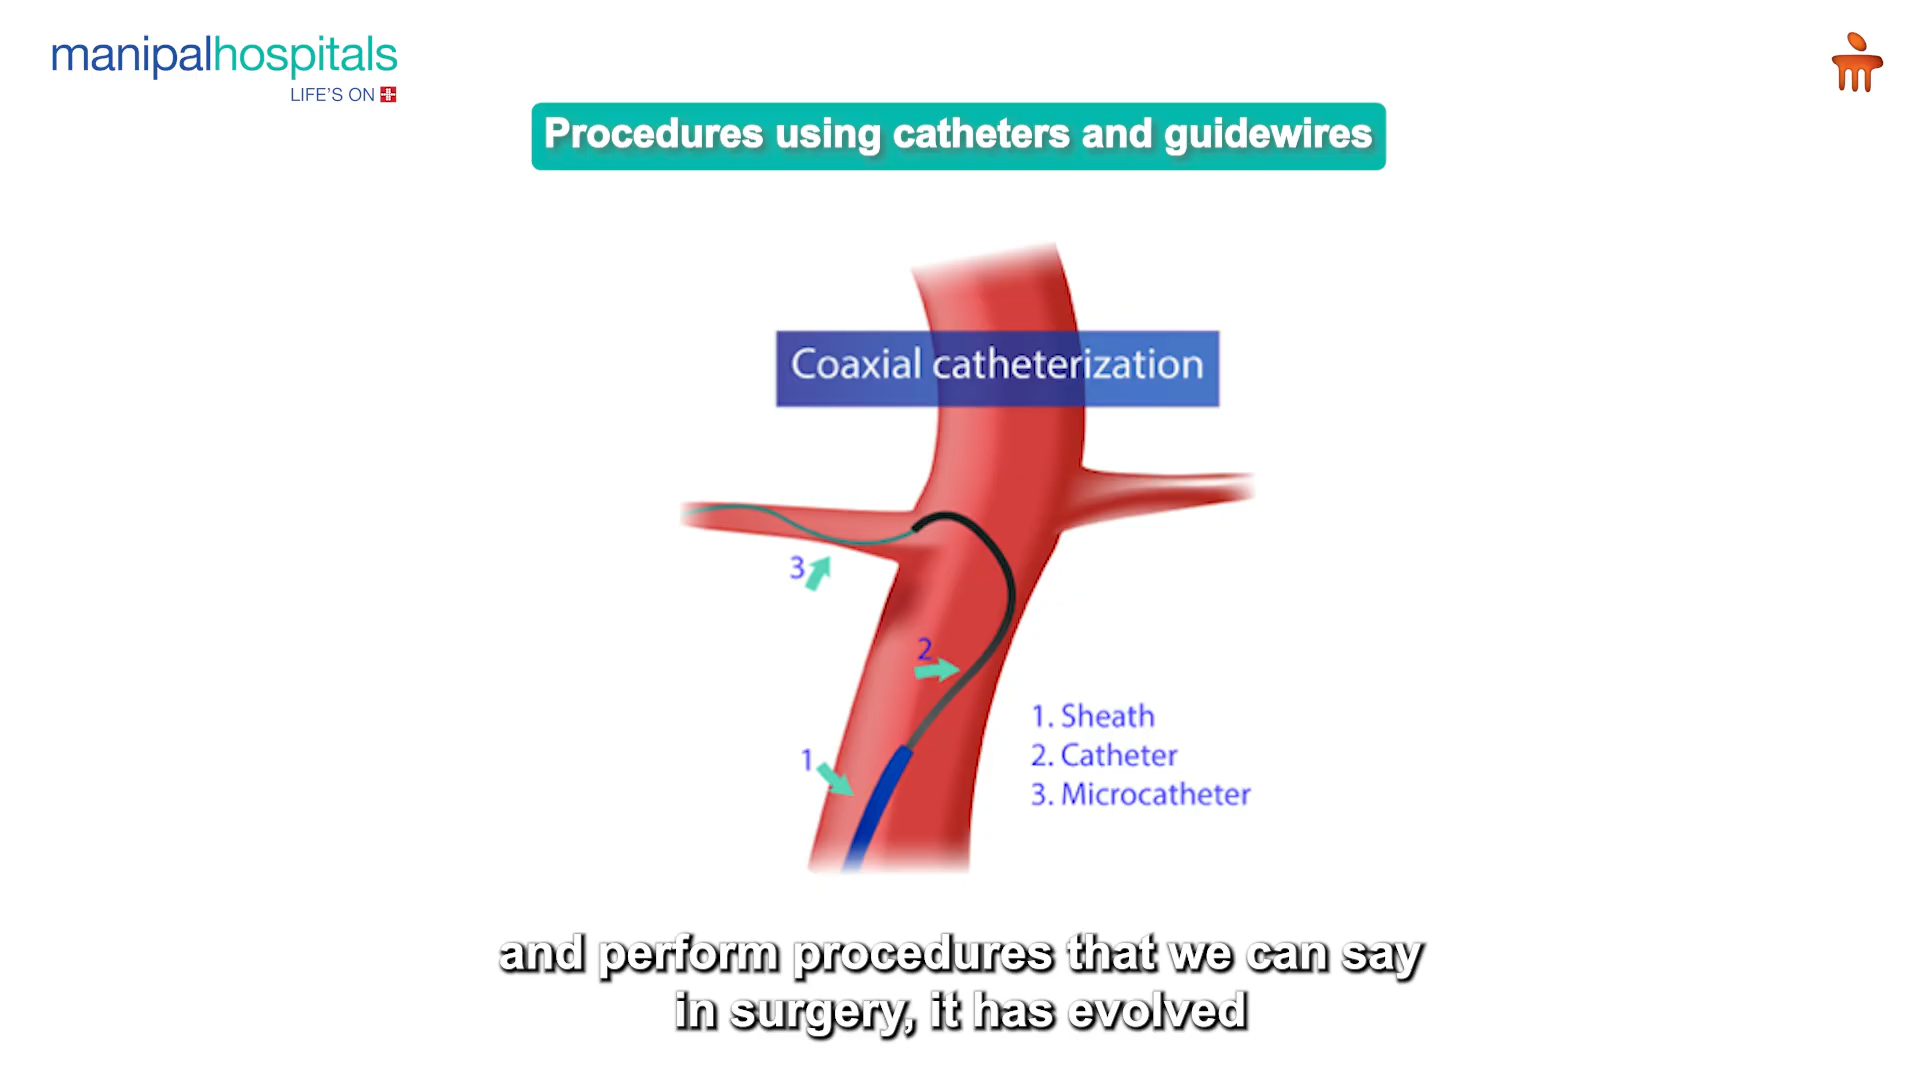 manipalhospitals
LIFE'S ON
Procedures using catheters and guidewires
Coaxial catheterization
3
2
1
1. Sheath
2. Catheter
3. Microcatheter
and perform procedures that we can say
in surgery, it has evolved